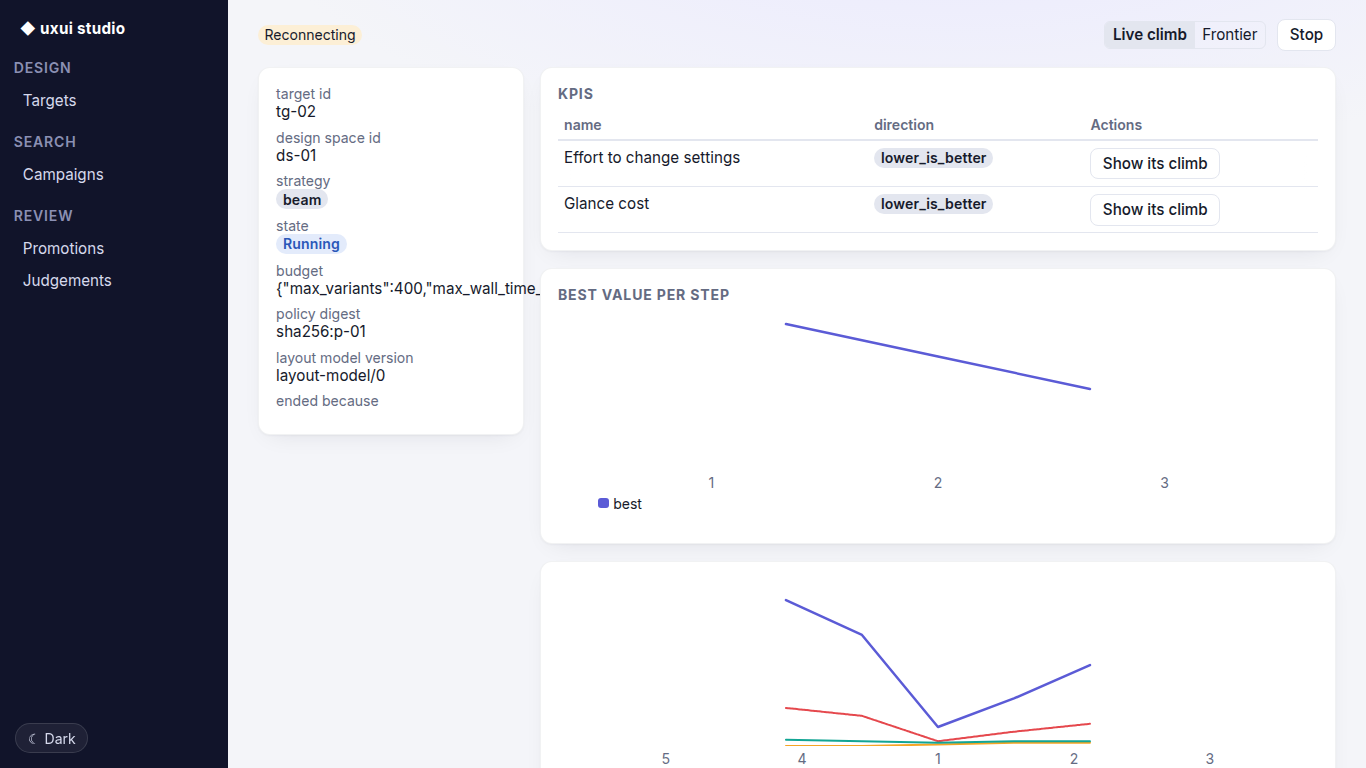 ◆ uxui studio
DESIGN
Targets
SEARCH
Campaigns
REVIEW
Promotions
Judgements
☾ Dark
Reconnecting
Live climb Frontier Stop
target id
tg-02
design space id
ds-01
strategy
beam
state
Running
budget
{"max_variants":400,"max_wall_time_
policy digest
sha256:p-01
layout model version
layout-model/0
ended because
KPIS
name direction Actions
Effort to change settings lower_is_better Show its climb
Glance cost lower_is_better Show its climb
BEST VALUE PER STEP
1 2 3
best
5 4 1 2 3